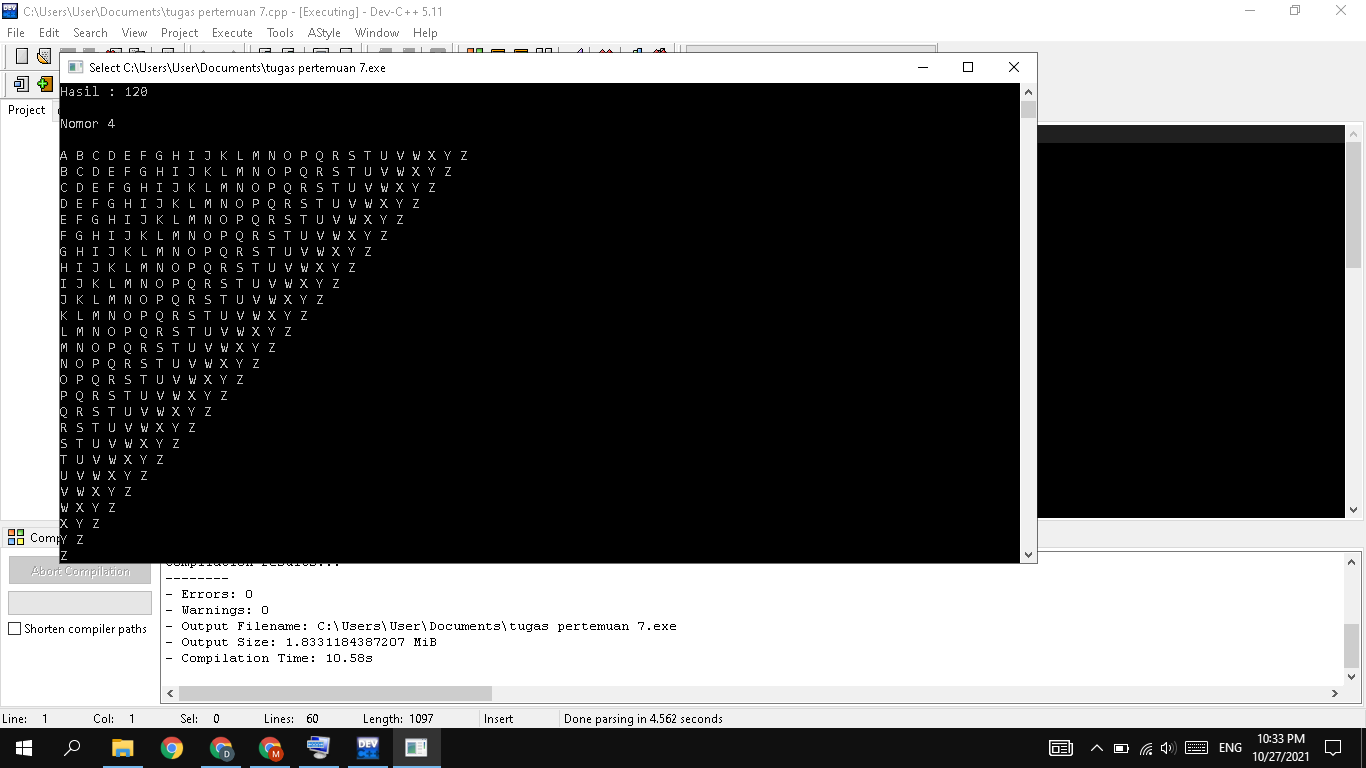 C:\Users\User\Documents\tugas pertemuan 7.cpp - [Executing] - Dev-C++ 5.11
File Edit Search View Project Execute Tools AStyle Window Help
Select C:\Users\User\Documents\tugas pertemuan 7.exe
Project
Hasil : 120
Nomor 4
A B C D E F G H I J K L M N O P Q R S T U V W X Y Z
B C D E F G H I J K L M N O P Q R S T U V W X Y Z
C D E F G H I J K L M N O P Q R S T U V W X Y Z
D E F G H I J K L M N O P Q R S T U V W X Y Z
E F G H I J K L M N O P Q R S T U V W X Y Z
F G H I J K L M N O P Q R S T U V W X Y Z
G H I J K L M N O P Q R S T U V W X Y Z
H I J K L M N O P Q R S T U V W X Y Z
I J K L M N O P Q R S T U V W X Y Z
J K L M N O P Q R S T U V W X Y Z
K L M N O P Q R S T U V W X Y Z
L M N O P Q R S T U V W X Y Z
M N O P Q R S T U V W X Y Z
N O P Q R S T U V W X Y Z
O P Q R S T U V W X Y Z
P Q R S T U V W X Y Z
Q R S T U V W X Y Z
R S T U V W X Y Z
S T U V W X Y Z
T U V W X Y Z
U V W X Y Z
V W X Y Z
W X Y Z
X Y Z
Y Z
Z
Comp
Abort Compilation
Shorten compiler paths
Compilation results...
--------
- Errors: 0
- Warnings: 0
- Output Filename: C:\Users\User\Documents\tugas pertemuan 7.exe
- Output Size: 1.8331184387207 MiB
- Compilation Time: 10.58s
Line: 1 Col: 1 Sel: 0 Lines: 60 Length: 1097 Insert Done parsing in 4.562 seconds
DEV
D
M
DEV
ENG
10:33 PM
10/27/2021